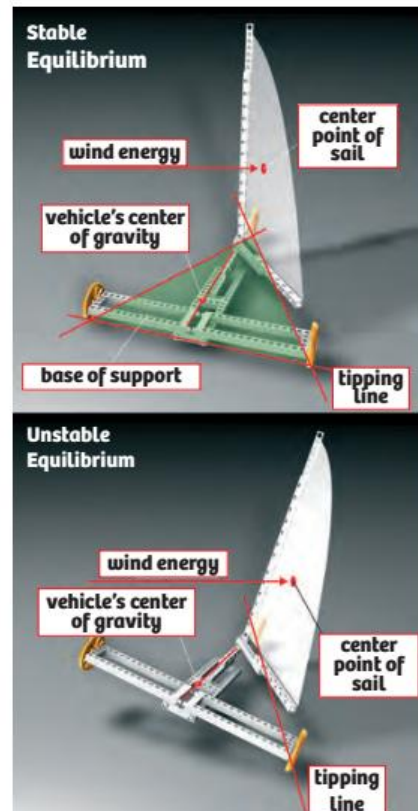 Stable
Equilibrium
center
point of
sail
wind energy
vehicle's center
of gravity
base of support
tipping
line
Unstable
Equilibrium
wind energy
vehicle's center
of gravity
center
point of
sail
tipping
line